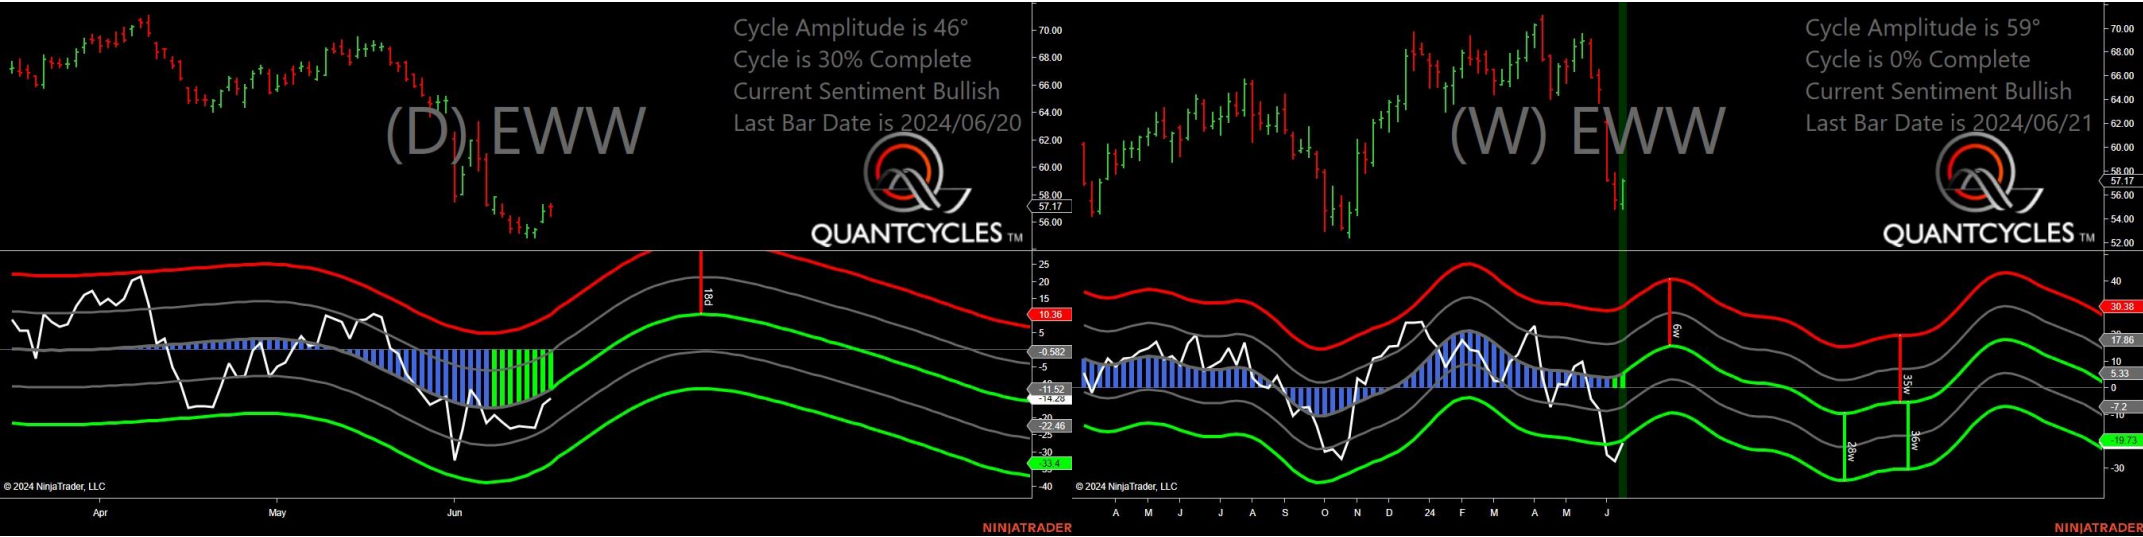 Cycle Amplitude is 46°
Cycle is 30% Complete
Current Sentiment Bullish
Last Bar Date is 2024/06/20
(D) EWW
QUANTCYCLES TM
70.00
68.00
66.00
64.00
62.00
60.00
58.00
57.17
56.00
18d
25
20
15
10.36
5
-0.582
-5
-11.52
-14.28
-20
-22.46
-25
-30
-33.4
-40
© 2024 NinjaTrader, LLC
Apr May Jun
NINJATRADER
Cycle Amplitude is 59°
Cycle is 0% Complete
Current Sentiment Bullish
Last Bar Date is 2024/06/21
(W) EWW
QUANTCYCLES TM
70.00
68.00
66.00
64.00
62.00
60.00
58.00
57.17
56.00
54.00
52.00
6w
35w
28w
36w
40
30.38
17.86
10
5.33
0
-7.2
-10
-19.73
-30
© 2024 NinjaTrader, LLC
A M J J A S O N D 24 F M A M J
NINJATRADER